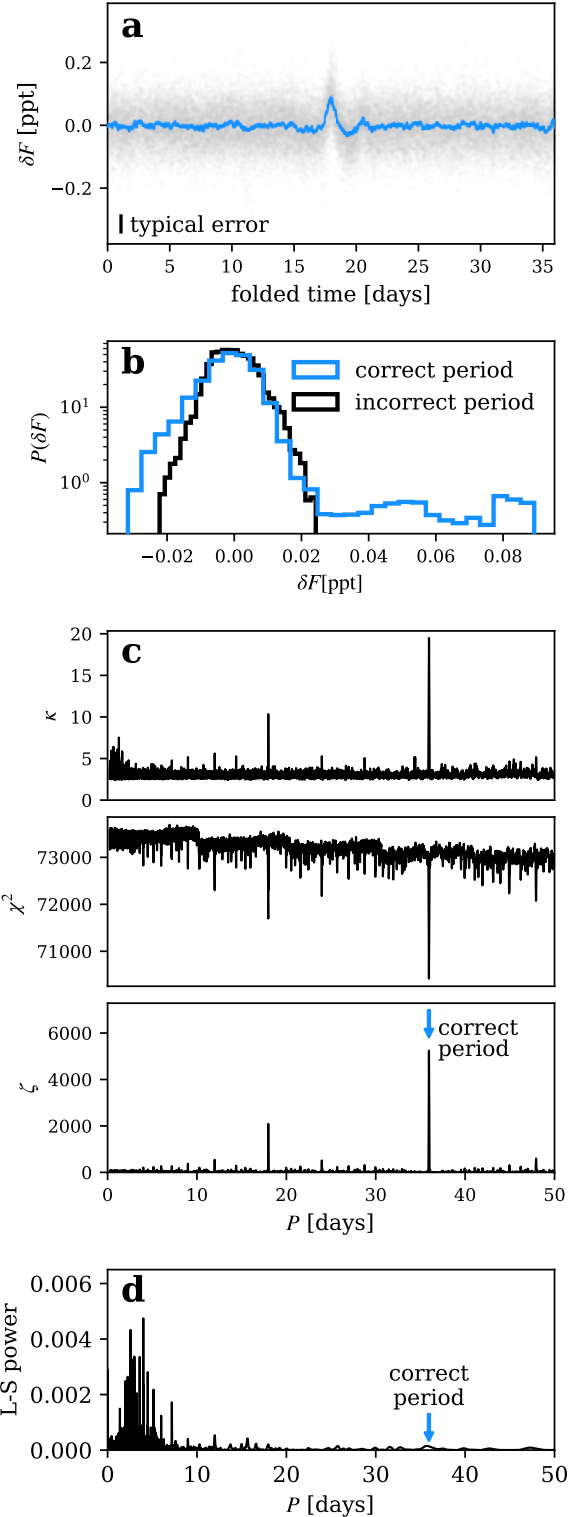 a
0.2
0.0
−0.2
δF [ppt]
typical error
0 5 10 15 20 25 30 35
folded time [days]
b
correct period
incorrect period
10¹
10⁰
P(δF)
−0.02 0.00 0.02 0.04 0.06 0.08
δF[ppt]
c
20
15
10
5
0
κ
73000
72000
71000
χ²
correct
period
6000
4000
2000
0
ζ
0 10 20 30 40 50
P [days]
d
0.006
0.004
0.002
0.000
L-S power
correct
period
0 10 20 30 40 50
P [days]